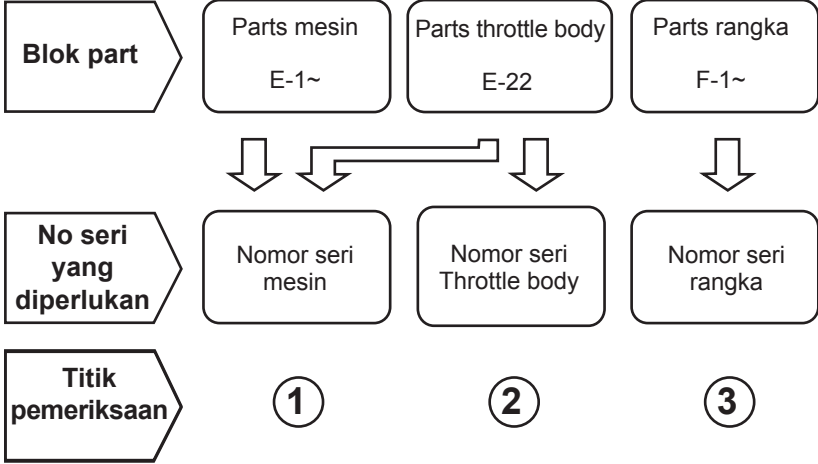 Blok part
Parts mesin
E-1~
Parts throttle body
E-22
Parts rangka
F-1~
No seri
yang
diperlukan
Nomor seri
mesin
Nomor seri
Throttle body
Nomor seri
rangka
Titik
pemeriksaan
1
2
3